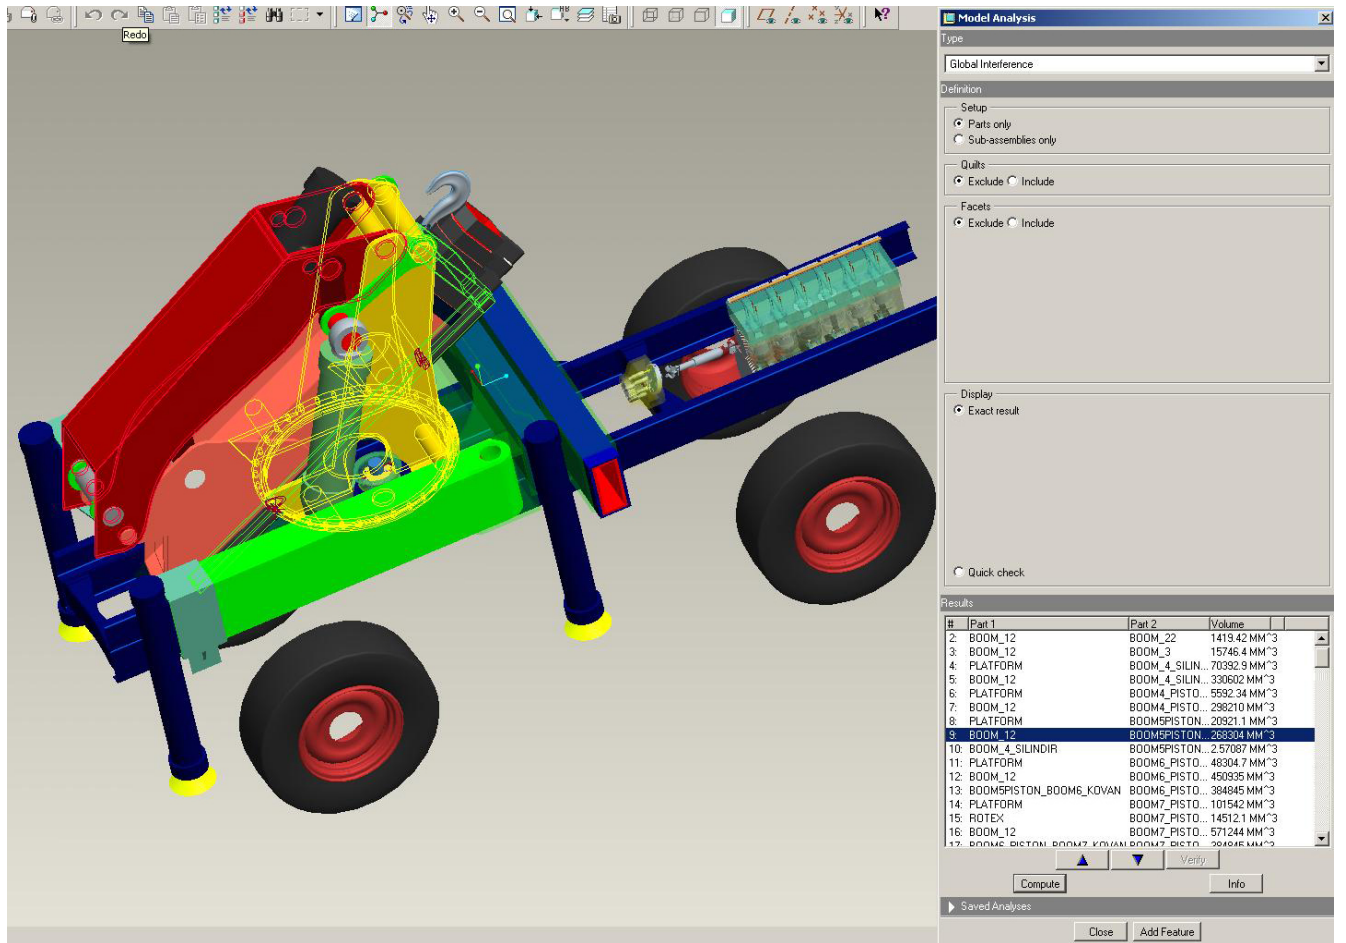 Redo
HB
Model Analysis
Type
Global Interference
Definition
Setup
Parts only
Sub-assemblies only
Quilts
Exclude Include
Facets
Exclude Include
Display
Exact result
Quick check
Results
# Part 1 Part 2 Volume
2: BOOM_12 BOOM_22 1419.42 MM^3
3: BOOM_12 BOOM_3 15746.4 MM^3
4: PLATFORM BOOM_4_SILIN... 70392.9 MM^3
5: BOOM_12 BOOM_4_SILIN... 330602 MM^3
6: PLATFORM BOOM4_PISTO... 5592.34 MM^3
7: BOOM_12 BOOM4_PISTO... 298210 MM^3
8: PLATFORM BOOM5PISTON... 20921.1 MM^3
9: BOOM_12 BOOM5PISTON... 268304 MM^3
10: BOOM_4_SILINDIR BOOM5PISTON... 2.57087 MM^3
11: PLATFORM BOOM6_PISTO... 48304.7 MM^3
12: BOOM_12 BOOM6_PISTO... 450935 MM^3
13: BOOM5PISTON_BOOM6_KOVAN BOOM6_PISTO... 384845 MM^3
14: PLATFORM BOOM7_PISTO... 101542 MM^3
15: ROTEX BOOM7_PISTO... 14512.1 MM^3
16: BOOM_12 BOOM7_PISTO... 571244 MM^3
17: BOOM6_PISTON_BOOM7_KOVAN BOOM7_PISTO... 384845 MM^3
Verify
Compute Info
Saved Analyses
Close Add Feature